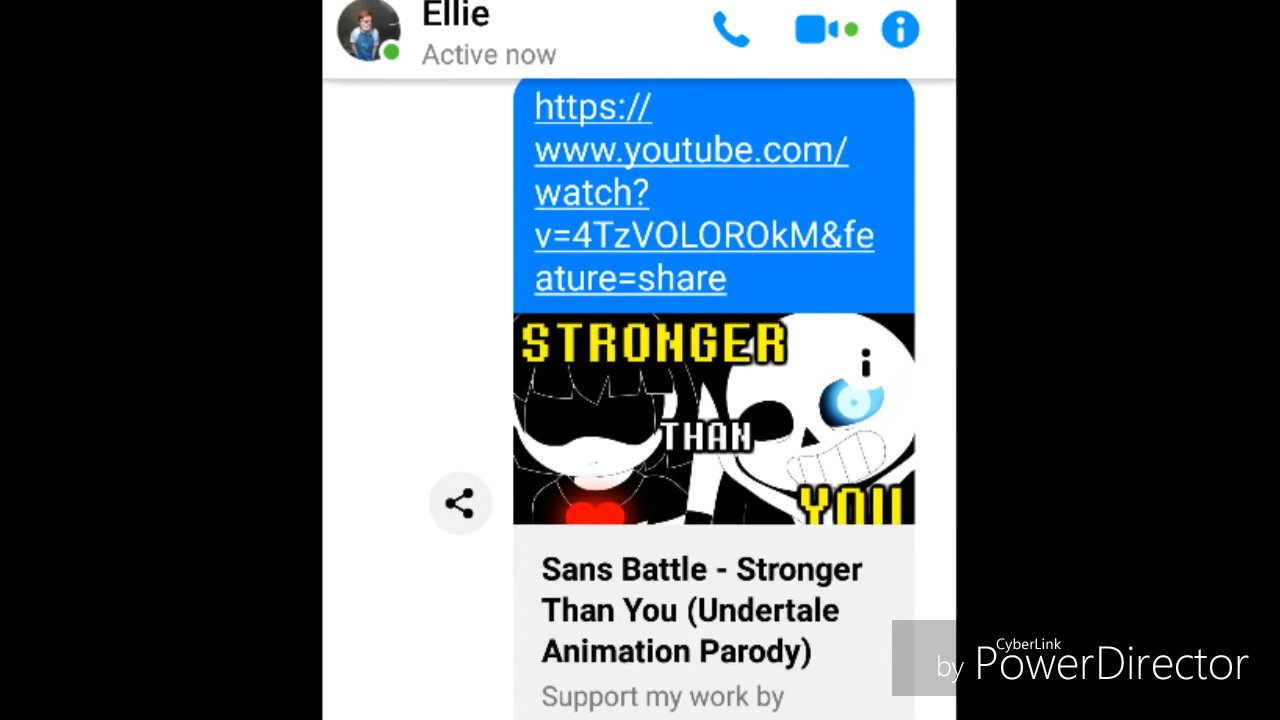 Ellie
Active now
https://
www.youtube.com/
watch?
v=4TzVOLOROkM&fe
ature=share
STRONGER
THAN
YOU
Sans Battle - Stronger
Than You (Undertale
Animation Parody)
Support my work by
CyberLink
by PowerDirector